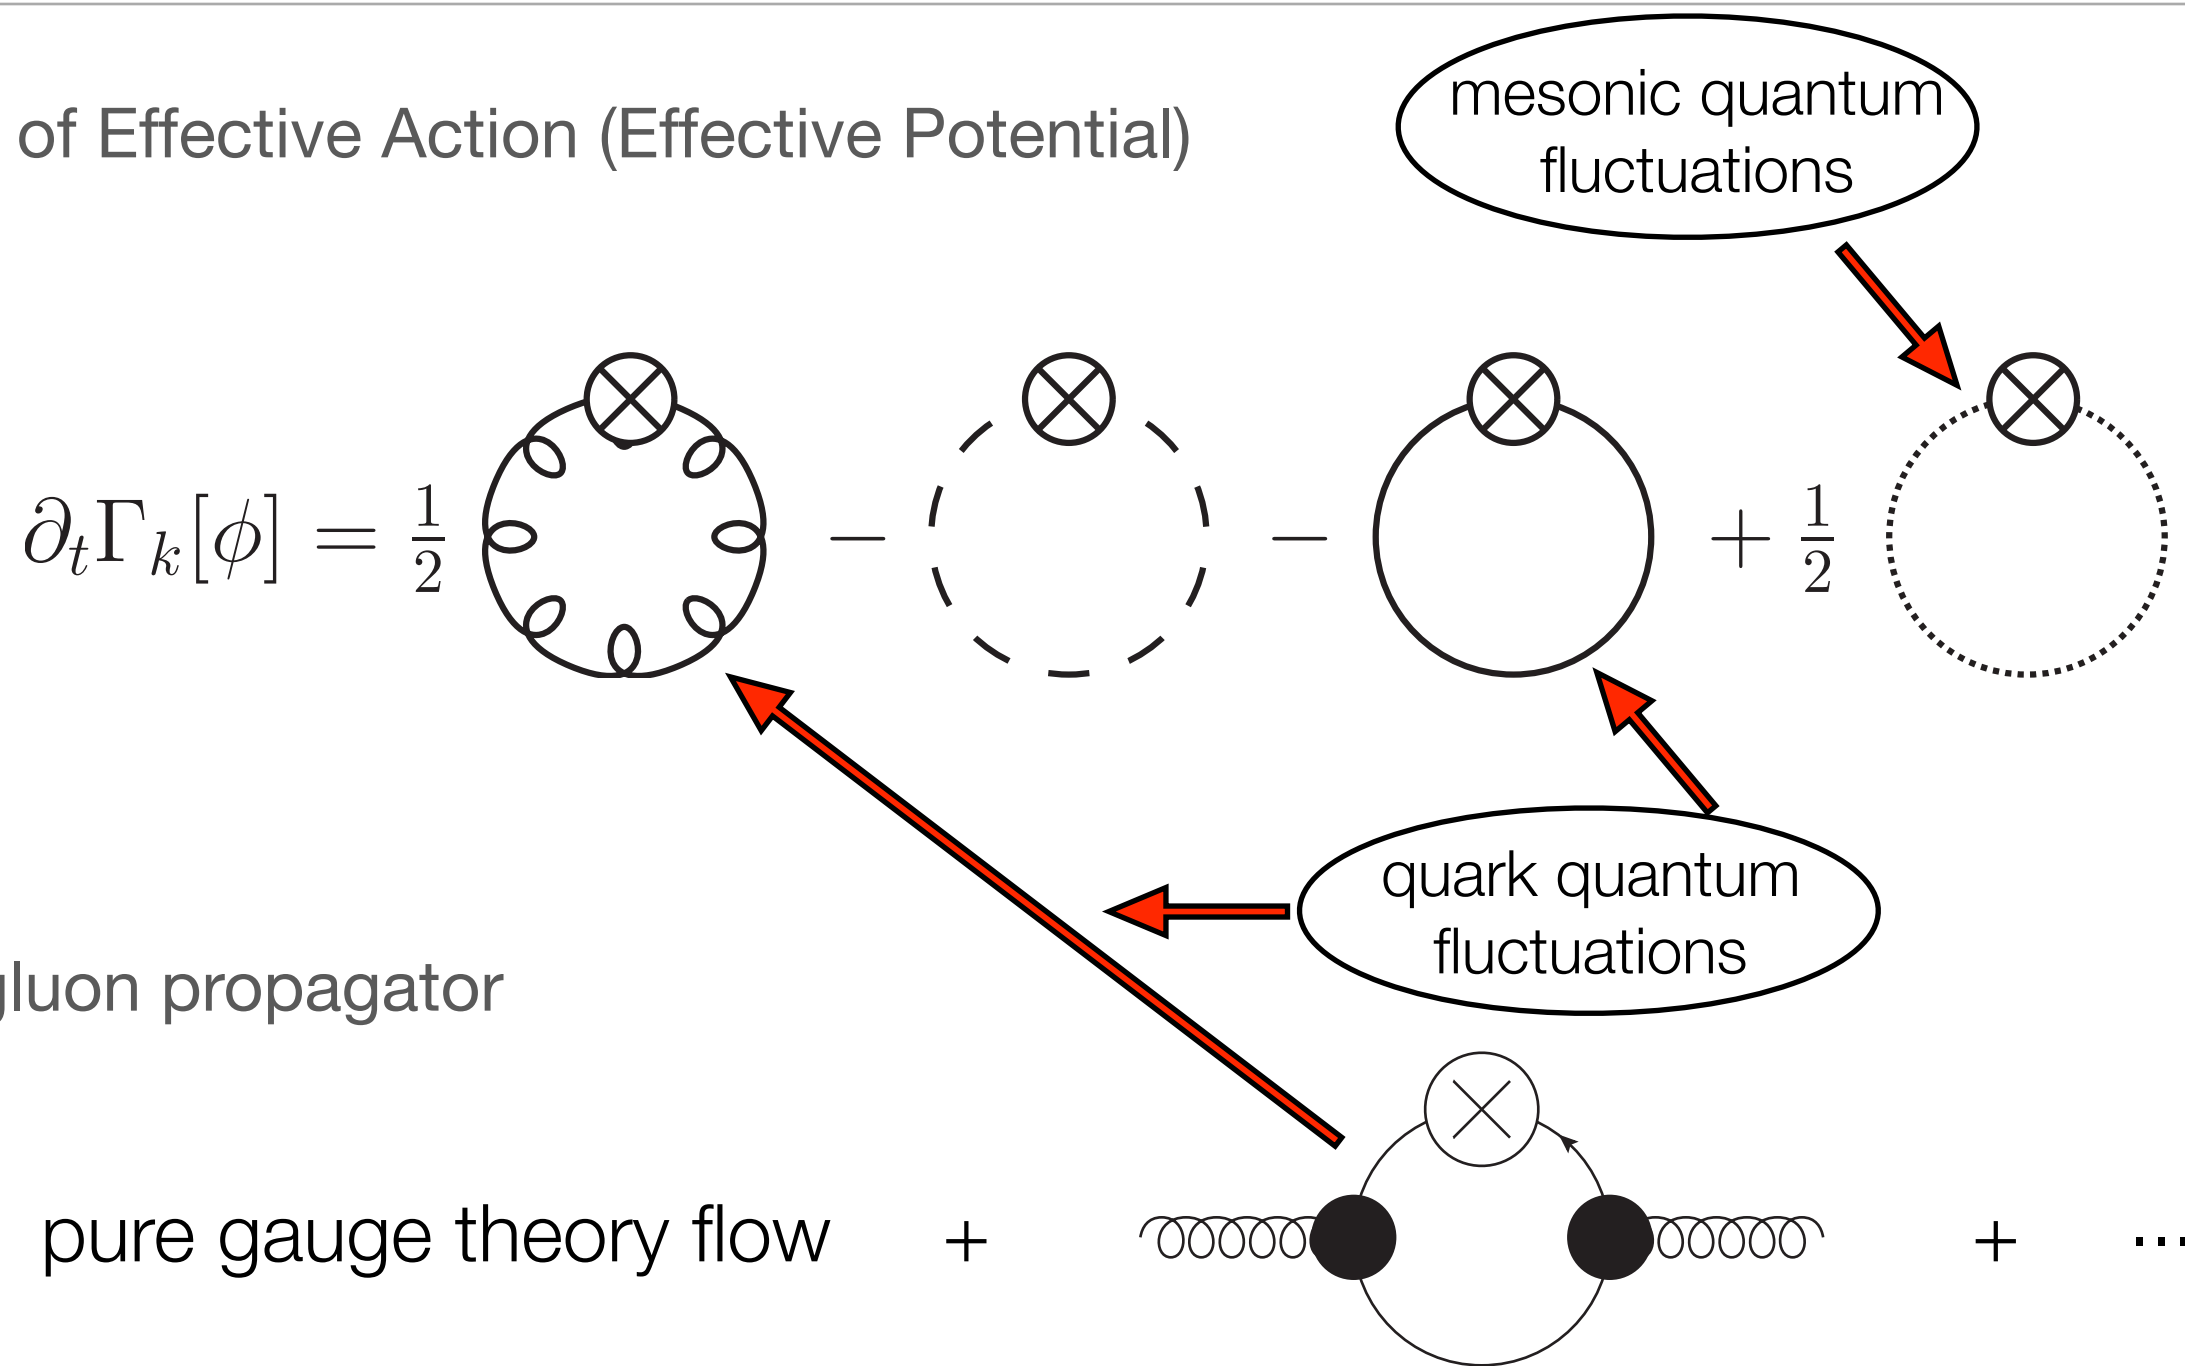 of Effective Action (Effective Potential)
mesonic quantum
fluctuations
∂ₜΓₖ[ϕ] = 1/2 − − + 1/2
quark quantum
fluctuations
gluon propagator
pure gauge theory flow + + ...